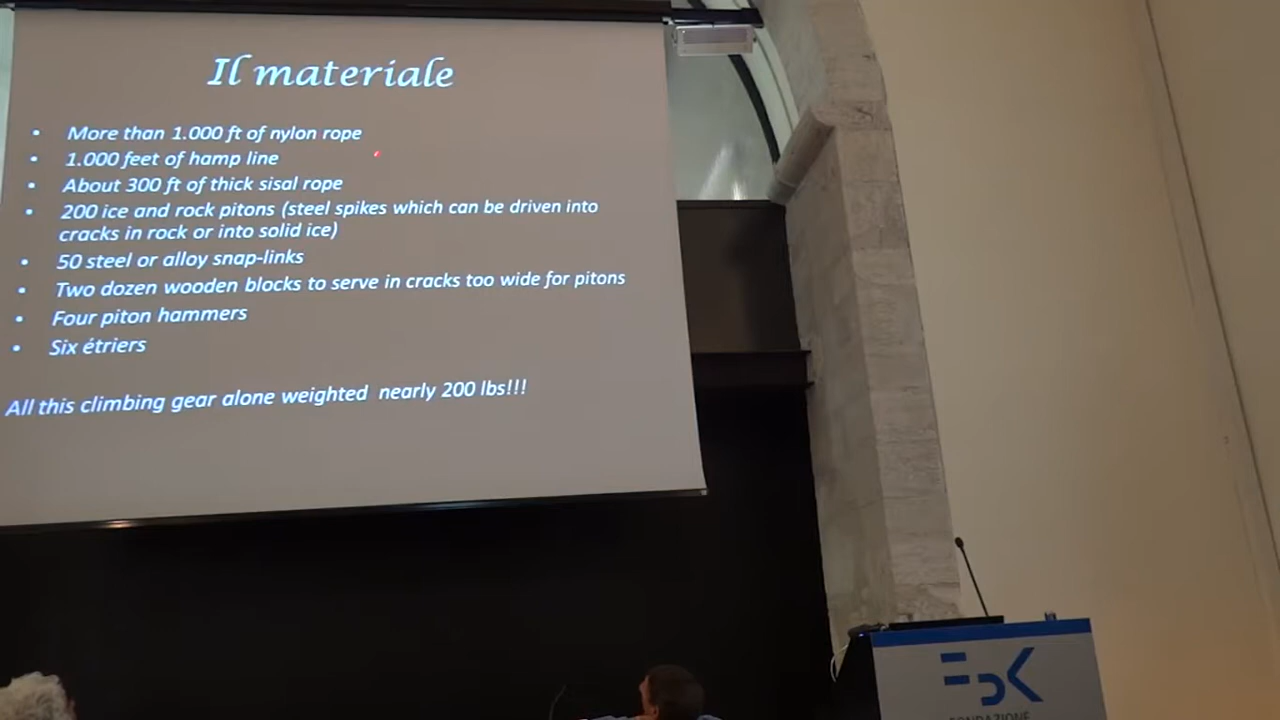 Il materiale
• More than 1.000 ft of nylon rope
• 1.000 feet of hamp line
• About 300 ft of thick sisal rope
• 200 ice and rock pitons (steel spikes which can be driven into
cracks in rock or into solid ice)
• 50 steel or alloy snap-links
• Two dozen wooden blocks to serve in cracks too wide for pitons
• Four piton hammers
• Six étriers
All this climbing gear alone weighted nearly 200 lbs!!!
FBK
FONDAZIONE